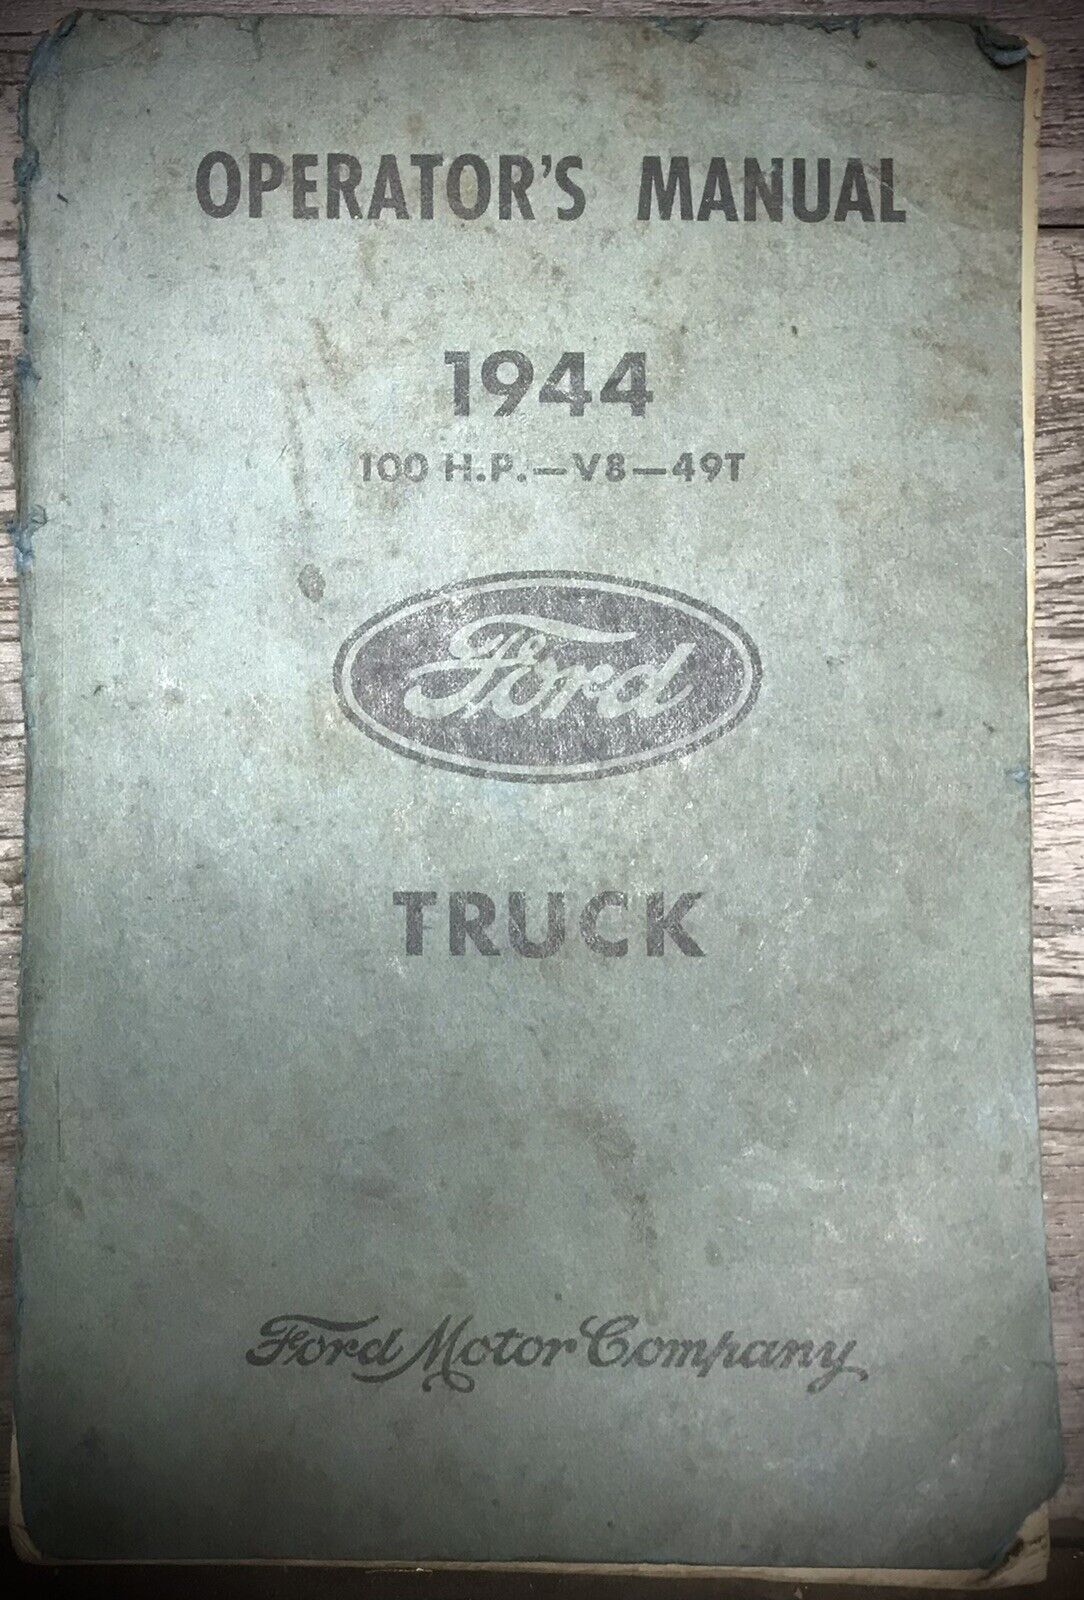 OPERATOR'S MANUAL
1944
100 H.P.—V8—49T
Ford
TRUCK
Ford Motor Company